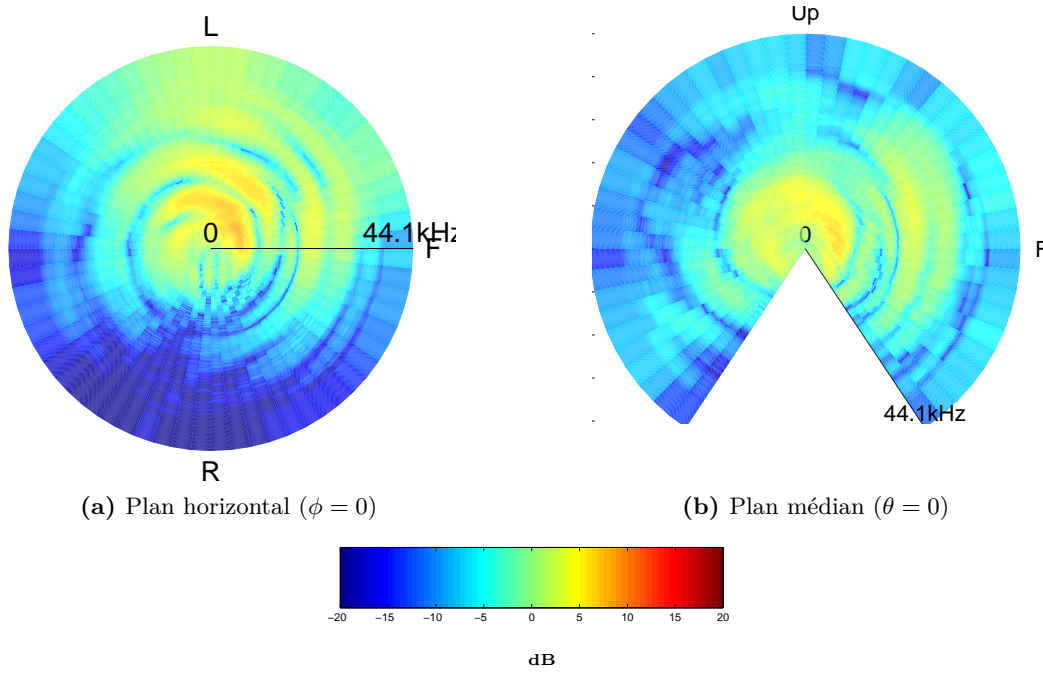 L
0
44.1kHz
F
R
(a) Plan horizontal (ϕ = 0)
Up
0
F
44.1kHz
(b) Plan médian (θ = 0)
−20 −15 −10 −5 0 5 10 15 20
dB